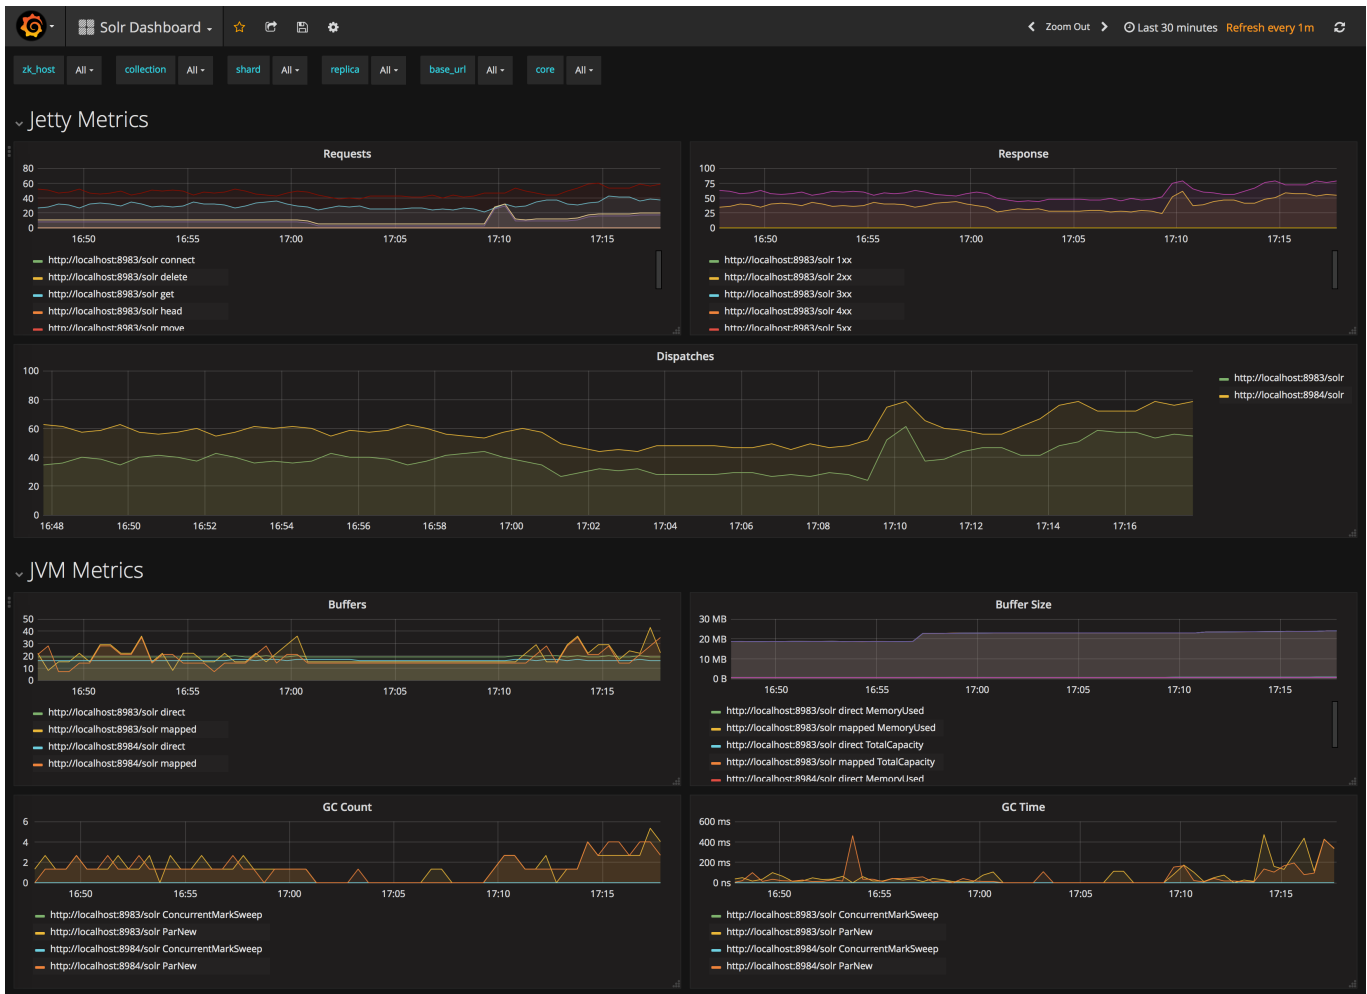 Solr Dashboard
Zoom Out Last 30 minutes Refresh every 1m
zk_host All collection All shard All replica All base_url All core All
Jetty Metrics
Requests
80
60
40
20
0
16:50 16:55 17:00 17:05 17:10 17:15
http://localhost:8983/solr connect
http://localhost:8983/solr delete
http://localhost:8983/solr get
http://localhost:8983/solr head
http://localhost:8983/solr move
Response
100
75
50
25
0
16:50 16:55 17:00 17:05 17:10 17:15
http://localhost:8983/solr 1xx
http://localhost:8983/solr 2xx
http://localhost:8983/solr 3xx
http://localhost:8983/solr 4xx
http://localhost:8983/solr 5xx
Dispatches
100
80
60
40
20
0
16:48 16:50 16:52 16:54 16:56 16:58 17:00 17:02 17:04 17:06 17:08 17:10 17:12 17:14 17:16
http://localhost:8983/solr
http://localhost:8984/solr
JVM Metrics
Buffers
50
40
30
20
10
0
16:50 16:55 17:00 17:05 17:10 17:15
http://localhost:8983/solr direct
http://localhost:8983/solr mapped
http://localhost:8984/solr direct
http://localhost:8984/solr mapped
Buffer Size
30 MB
20 MB
10 MB
0 B
16:50 16:55 17:00 17:05 17:10 17:15
http://localhost:8983/solr direct MemoryUsed
http://localhost:8983/solr mapped MemoryUsed
http://localhost:8983/solr direct TotalCapacity
http://localhost:8983/solr mapped TotalCapacity
http://localhost:8984/solr direct MemoryUsed
GC Count
6
4
2
0
16:50 16:55 17:00 17:05 17:10 17:15
http://localhost:8983/solr ConcurrentMarkSweep
http://localhost:8983/solr ParNew
http://localhost:8984/solr ConcurrentMarkSweep
http://localhost:8984/solr ParNew
GC Time
600 ms
400 ms
200 ms
0 ns
16:50 16:55 17:00 17:05 17:10 17:15
http://localhost:8983/solr ConcurrentMarkSweep
http://localhost:8983/solr ParNew
http://localhost:8984/solr ConcurrentMarkSweep
http://localhost:8984/solr ParNew